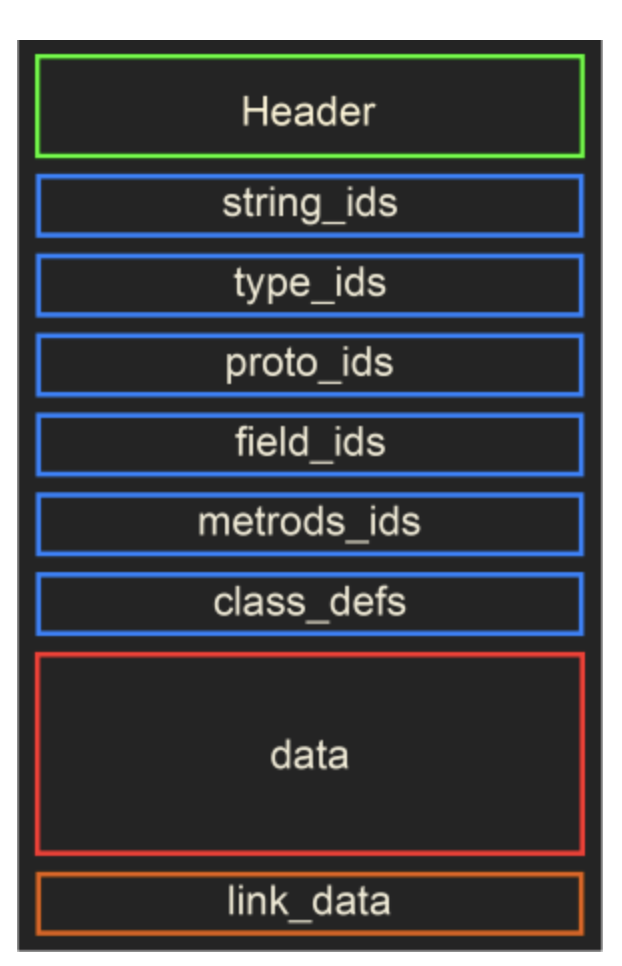 Header
string_ids
type_ids
proto_ids
field_ids
metrods_ids
class_defs
data
link_data